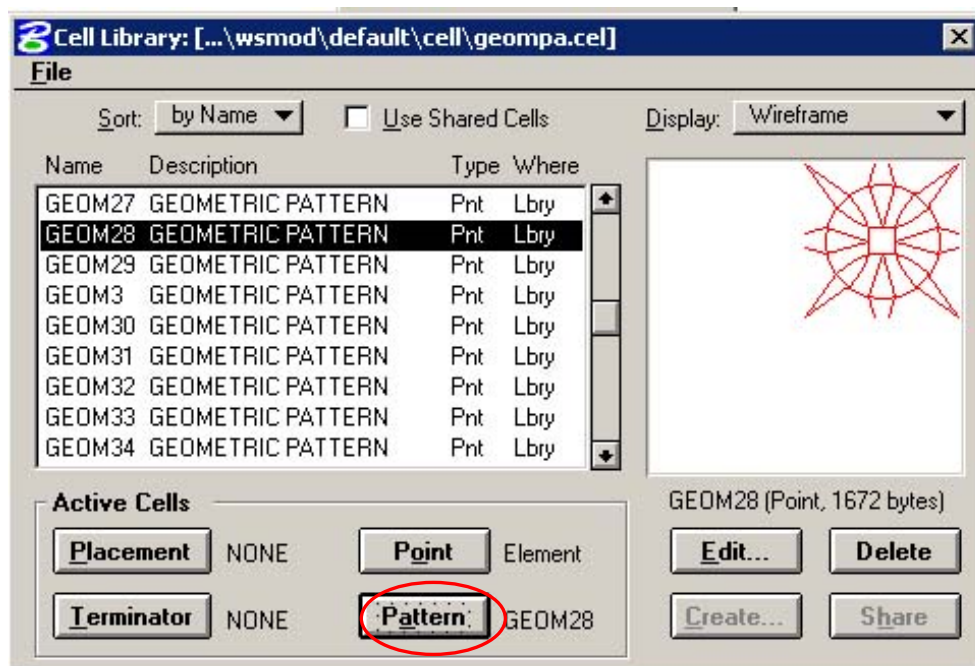 Cell Library: [...\wsmod\default\cell\geompa.cel]
File
Sort: by Name Use Shared Cells Display: Wireframe
Name Description Type Where
GEOM27 GEOMETRIC PATTERN Pnt Lbry
GEOM28 GEOMETRIC PATTERN Pnt Lbry
GEOM29 GEOMETRIC PATTERN Pnt Lbry
GEOM3 GEOMETRIC PATTERN Pnt Lbry
GEOM30 GEOMETRIC PATTERN Pnt Lbry
GEOM31 GEOMETRIC PATTERN Pnt Lbry
GEOM32 GEOMETRIC PATTERN Pnt Lbry
GEOM33 GEOMETRIC PATTERN Pnt Lbry
GEOM34 GEOMETRIC PATTERN Pnt Lbry
Active Cells GEOM28 (Point, 1672 bytes)
Placement NONE Point Element Edit... Delete
Terminator NONE Pattern GEOM28 Create... Share